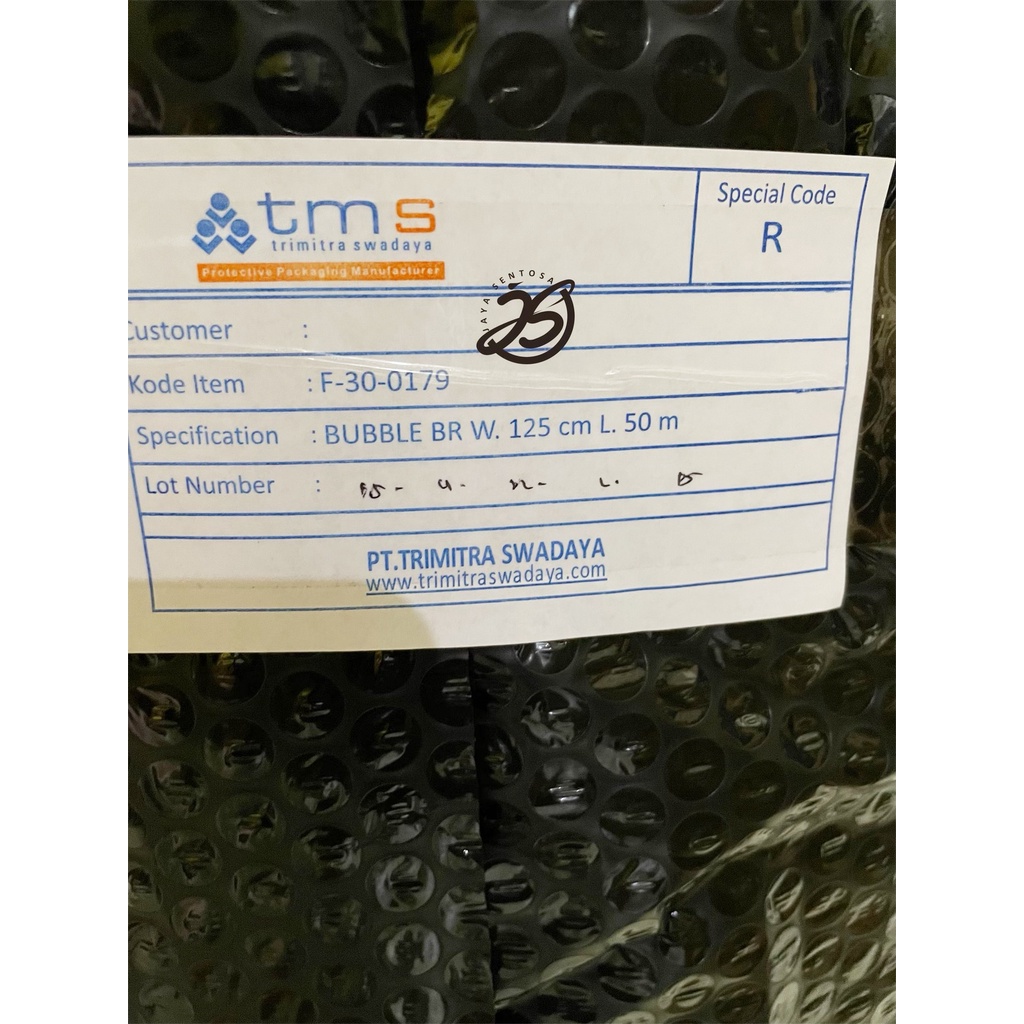 tms
trimitra swadaya
Protective Packaging Manufacturer
Special Code
R
JAYA SENTOSA
JS
Customer :
Kode Item : F-30-0179
Specification : BUBBLE BR W. 125 cm L. 50 m
Lot Number :
PT.TRIMITRA SWADAYA
www.trimitraswadaya.com